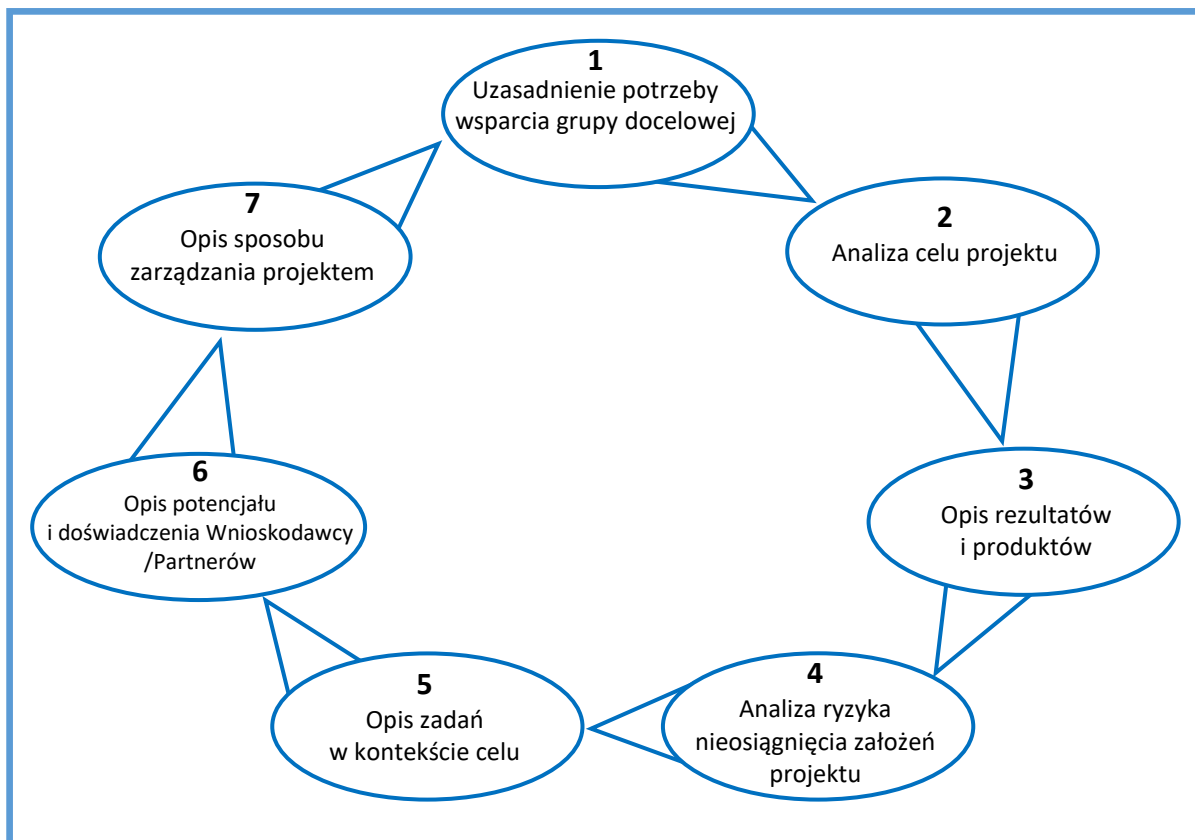 1
Uzasadnienie potrzeby
wsparcia grupy docelowej
2
Analiza celu projektu
3
Opis rezultatów
i produktów
4
Analiza ryzyka
nieosiągnięcia założeń
projektu
5
Opis zadań
w kontekście celu
6
Opis potencjału
i doświadczenia Wnioskodawcy
/Partnerów
7
Opis sposobu
zarządzania projektem